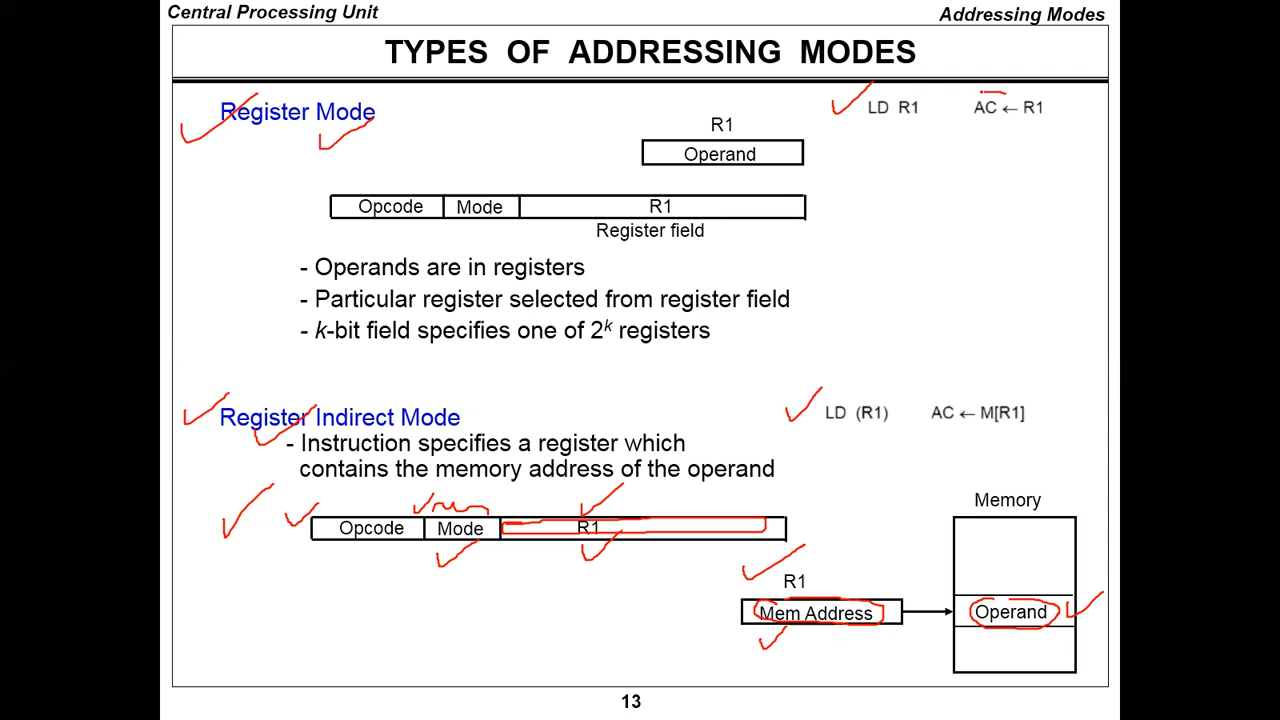 Central Processing Unit
Addressing Modes
TYPES OF ADDRESSING MODES
Register Mode
LD R1 AC ← R1
R1
Operand
Opcode Mode R1
Register field
- Operands are in registers
- Particular register selected from register field
- k-bit field specifies one of 2^k registers
Register Indirect Mode
LD (R1) AC ← M[R1]
- Instruction specifies a register which
contains the memory address of the operand
Opcode Mode R1
Memory
R1
Mem Address
Operand
13